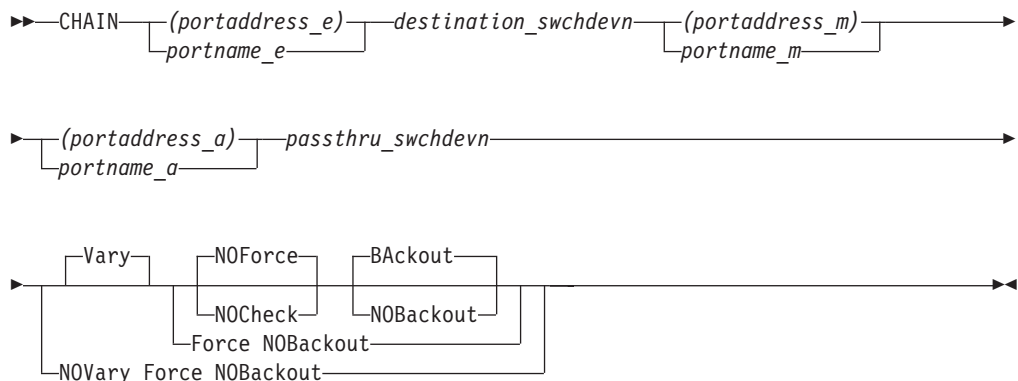 CHAIN (portaddress_e) destination_swchdevn (portaddress_m)
portname_e portname_m
(portaddress_a) passthru_swchdevn
portname_a
Vary NOForce BAckout
NOCheck NOBackout
Force NOBackout
NOVary Force NOBackout